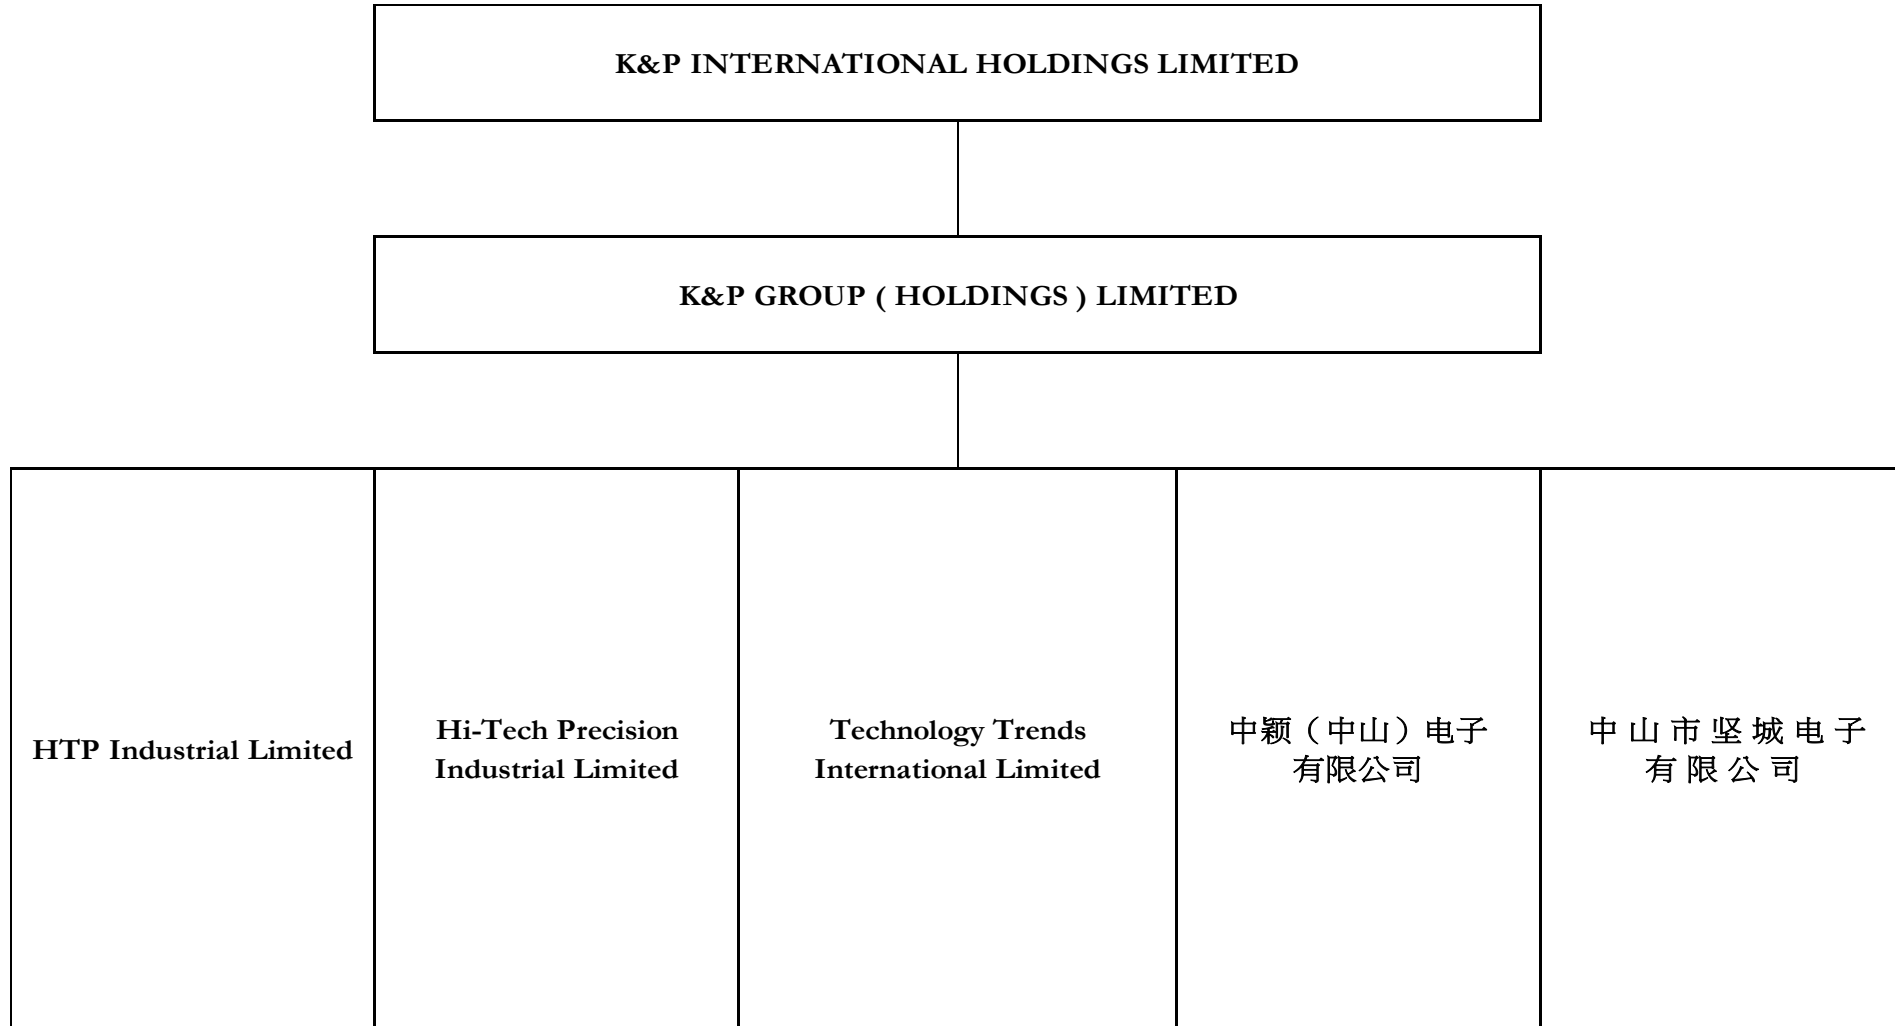 K&P INTERNATIONAL HOLDINGS LIMITED
K&P GROUP ( HOLDINGS ) LIMITED
HTP Industrial Limited
Hi-Tech Precision
Industrial Limited
Technology Trends
International Limited
中颖（中山）电子
有限公司
中 山 市 坚 城 电 子
有 限 公 司